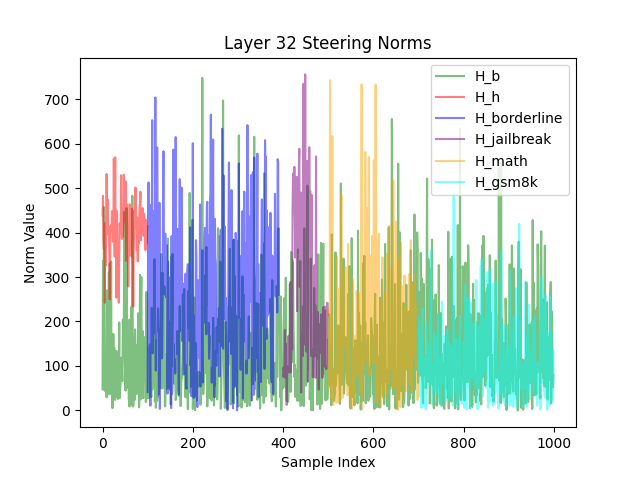 Layer 32 Steering Norms
H_b
H_h
H_borderline
H_jailbreak
H_math
H_gsm8k
700
600
500
400
300
200
100
0
Norm Value
0 200 400 600 800 1000
Sample Index